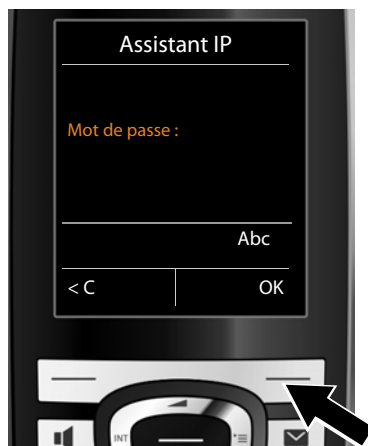 Assistant IP
Mot de passe :
Abc
< C OK
INT